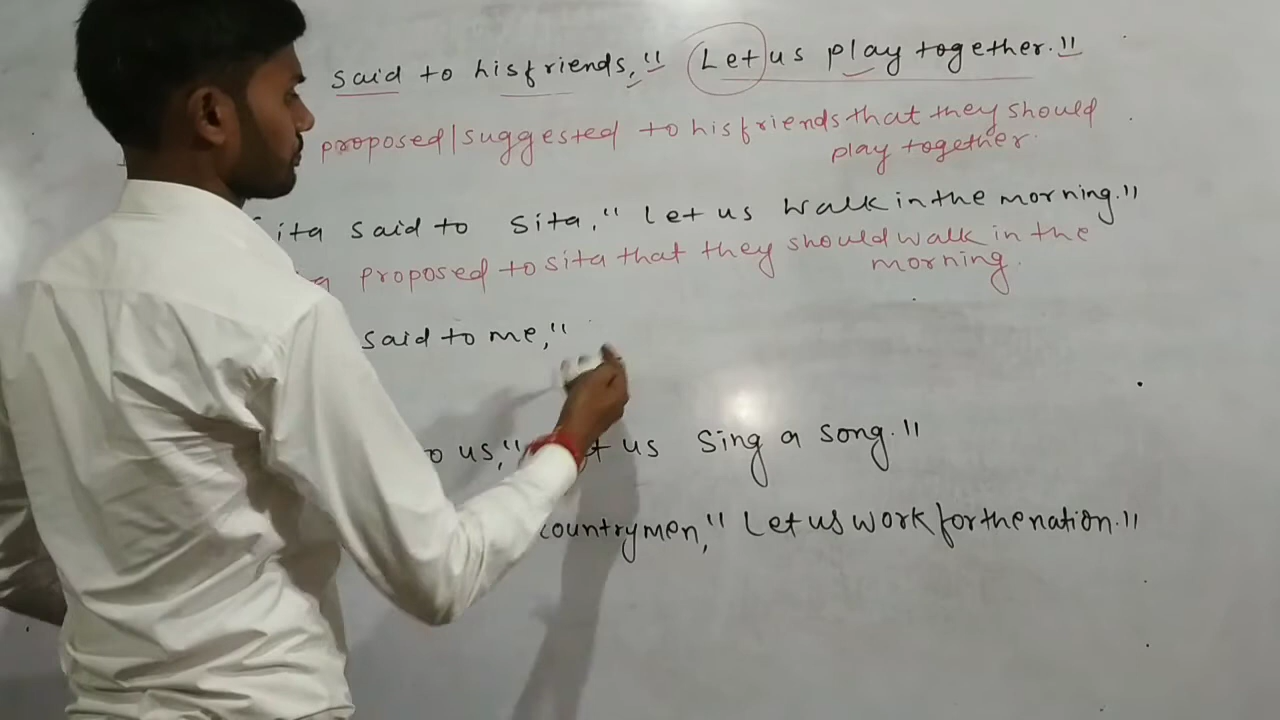 said to his friends," Let us play together."
proposed/suggested to his friends that they should
play together.
ita said to Sita," Let us walk in the morning."
proposed to sita that they should walk in the
morning.
said to me,"
o us," us sing a song."
countrymen," Let us work for the nation."